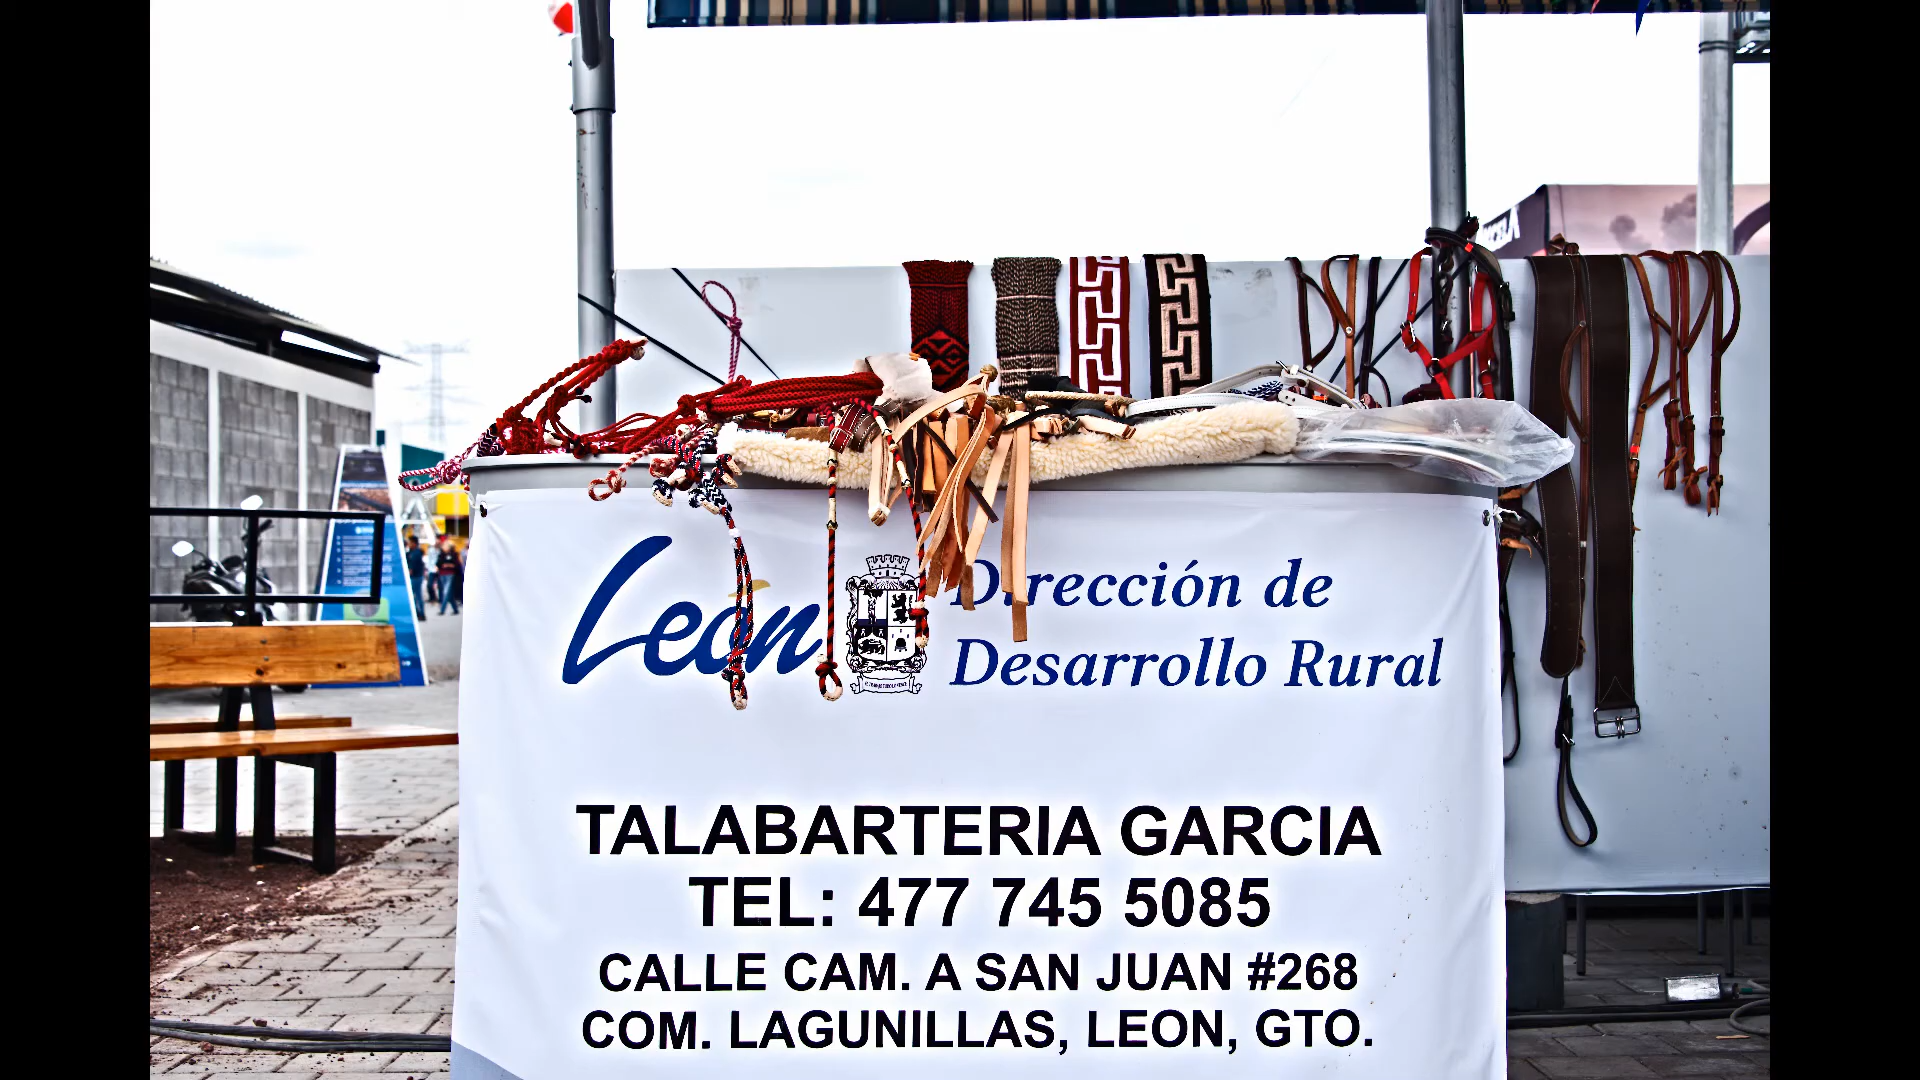 León
Dirección de
Desarrollo Rural
TALABARTERIA GARCIA
TEL: 477 745 5085
CALLE CAM. A SAN JUAN #268
COM. LAGUNILLAS, LEON, GTO.